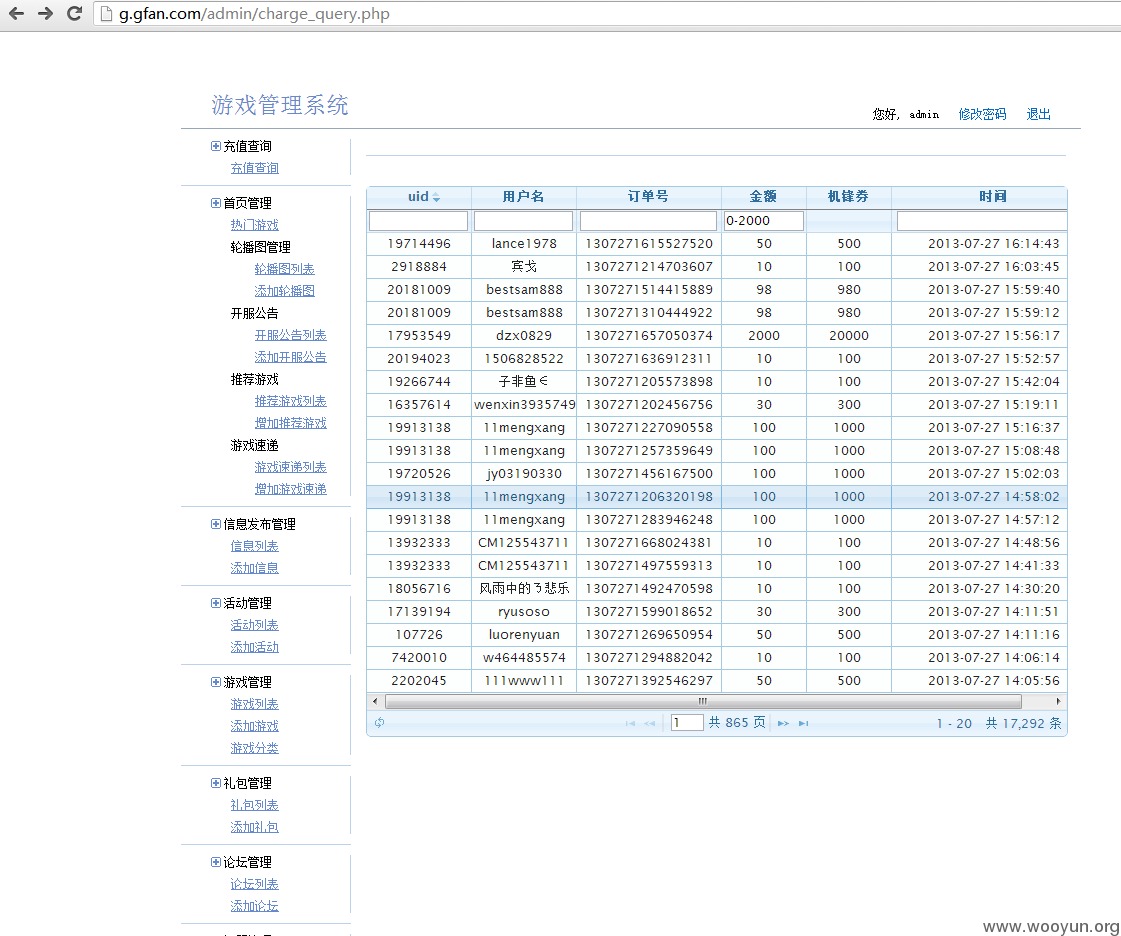 g.gfan.com/admin/charge_query.php
游戏管理系统
您好, admin 修改密码 退出
充值查询
充值查询
首页管理
热门游戏
轮播图管理
轮播图列表
添加轮播图
开服公告
开服公告列表
添加开服公告
推荐游戏
推荐游戏列表
增加推荐游戏
游戏速递
游戏速递列表
增加游戏速递
信息发布管理
信息列表
添加信息
活动管理
活动列表
添加活动
游戏管理
游戏列表
添加游戏
游戏分类
礼包管理
礼包列表
添加礼包
论坛管理
论坛列表
添加论坛
uid 用户名 订单号 金额 机锋券 时间
0-2000
19714496 lance1978 1307271615527520 50 500 2013-07-27 16:14:43
2918884 宾戈 1307271214703607 10 100 2013-07-27 16:03:45
20181009 bestsam888 1307271514415889 98 980 2013-07-27 15:59:40
20181009 bestsam888 1307271310444922 98 980 2013-07-27 15:59:12
17953549 dzx0829 1307271657050374 2000 20000 2013-07-27 15:56:17
20194023 1506828522 1307271636912311 10 100 2013-07-27 15:52:57
19266744 子非鱼∈ 1307271205573898 10 100 2013-07-27 15:42:04
16357614 wenxin3935749 1307271202456756 30 300 2013-07-27 15:19:11
19913138 11mengxang 1307271227090558 100 1000 2013-07-27 15:16:37
19913138 11mengxang 1307271257359649 100 1000 2013-07-27 15:08:48
19720526 jy03190330 1307271456167500 100 1000 2013-07-27 15:02:03
19913138 11mengxang 1307271206320198 100 1000 2013-07-27 14:58:02
19913138 11mengxang 1307271283946248 100 1000 2013-07-27 14:57:12
13932333 CM125543711 1307271668024381 10 100 2013-07-27 14:48:56
13932333 CM125543711 1307271497559313 10 100 2013-07-27 14:41:33
18056716 风雨中的ㄋ悲乐 1307271492470598 10 100 2013-07-27 14:30:20
17139194 ryusoso 1307271599018652 30 300 2013-07-27 14:11:51
107726 luorenyuan 1307271269650954 50 500 2013-07-27 14:11:16
7420010 w464485574 1307271294882042 10 100 2013-07-27 14:06:14
2202045 111www111 1307271392546297 50 500 2013-07-27 14:05:56
1 共 865 页 1 - 20 共 17,292 条
www.wooyun.org